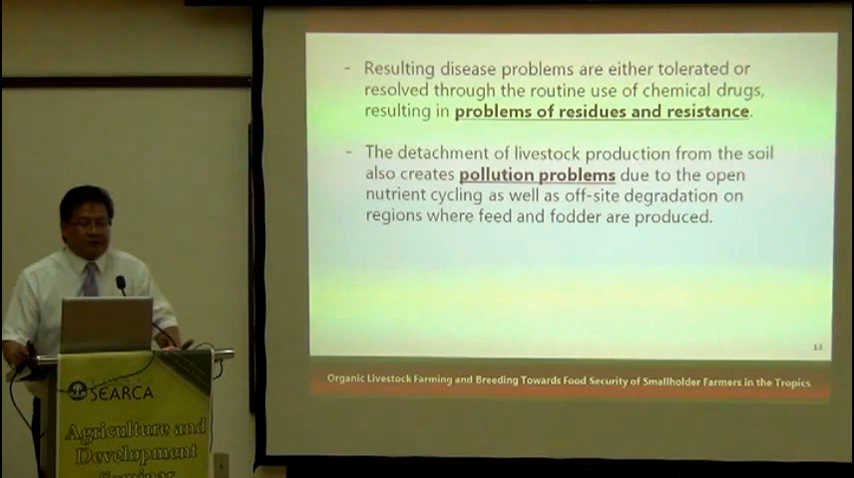 - Resulting disease problems are either tolerated or
resolved through the routine use of chemical drugs,
resulting in problems of residues and resistance.
- The detachment of livestock production from the soil
also creates pollution problems due to the open
nutrient cycling as well as off-site degradation on
regions where feed and fodder are produced.
Organic Livestock Farming and Breeding Towards Food Security of Smallholder Farmers in the Tropics
SEARCA
Agriculture and
Development
Seminar